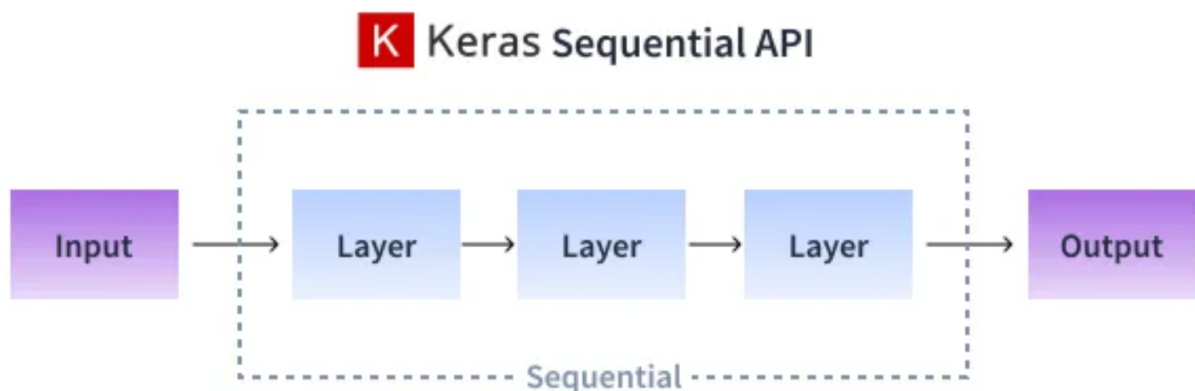 K Keras Sequential API
Input Layer Layer Layer Output
Sequential